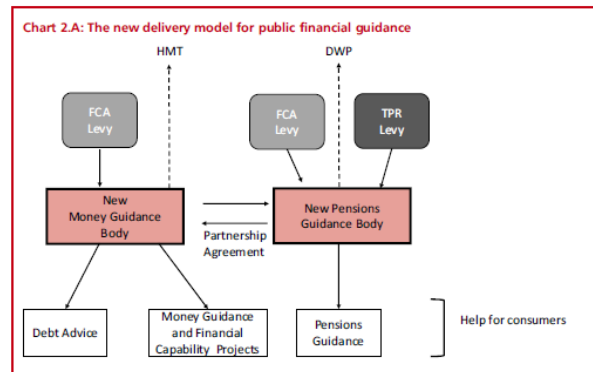 Chart 2.A: The new delivery model for public financial guidance
HMT
DWP
FCA
Levy
FCA
Levy
TPR
Levy
New
Money Guidance
Body
New Pensions
Guidance Body
Partnership
Agreement
Debt Advice
Money Guidance
and Financial
Capability Projects
Pensions
Guidance
Help for consumers